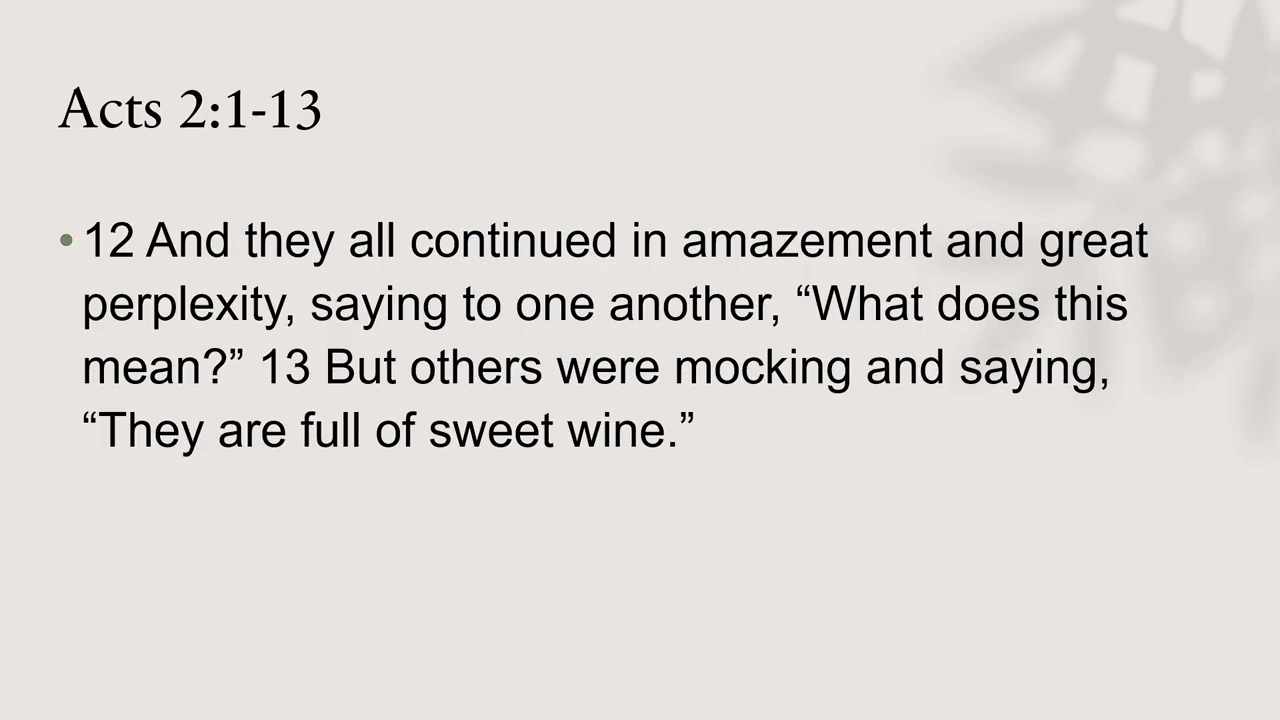 Acts 2:1-13
• 12 And they all continued in amazement and great
perplexity, saying to one another, “What does this
mean?” 13 But others were mocking and saying,
“They are full of sweet wine.”